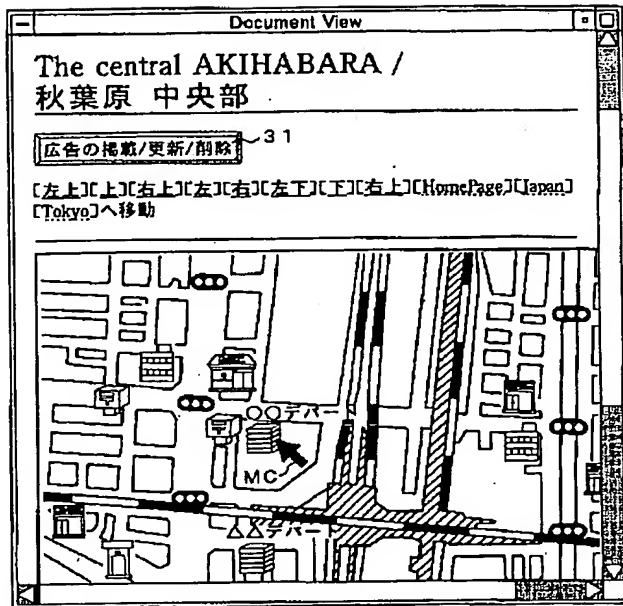 Document View
The central AKIHABARA /
秋葉原 中央部
広告の掲載/更新/削除
31
[左上][上][右上][左][右][左下][下][右上][HomePage][Japan]
[Tokyo]へ移動
○○デパート
MC
△△デパート